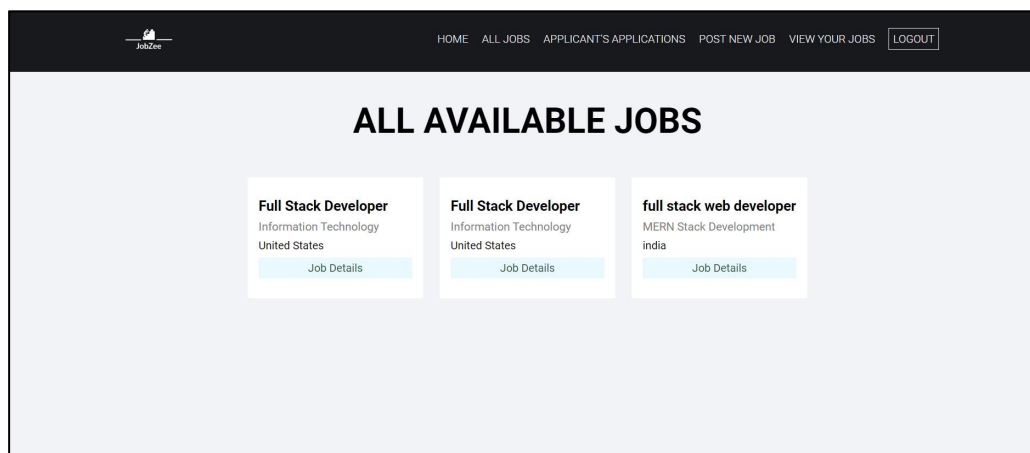 JobZee
HOME ALL JOBS APPLICANT'S APPLICATIONS POST NEW JOB VIEW YOUR JOBS LOGOUT
ALL AVAILABLE JOBS
Full Stack Developer
Information Technology
United States
Job Details
Full Stack Developer
Information Technology
United States
Job Details
full stack web developer
MERN Stack Development
india
Job Details